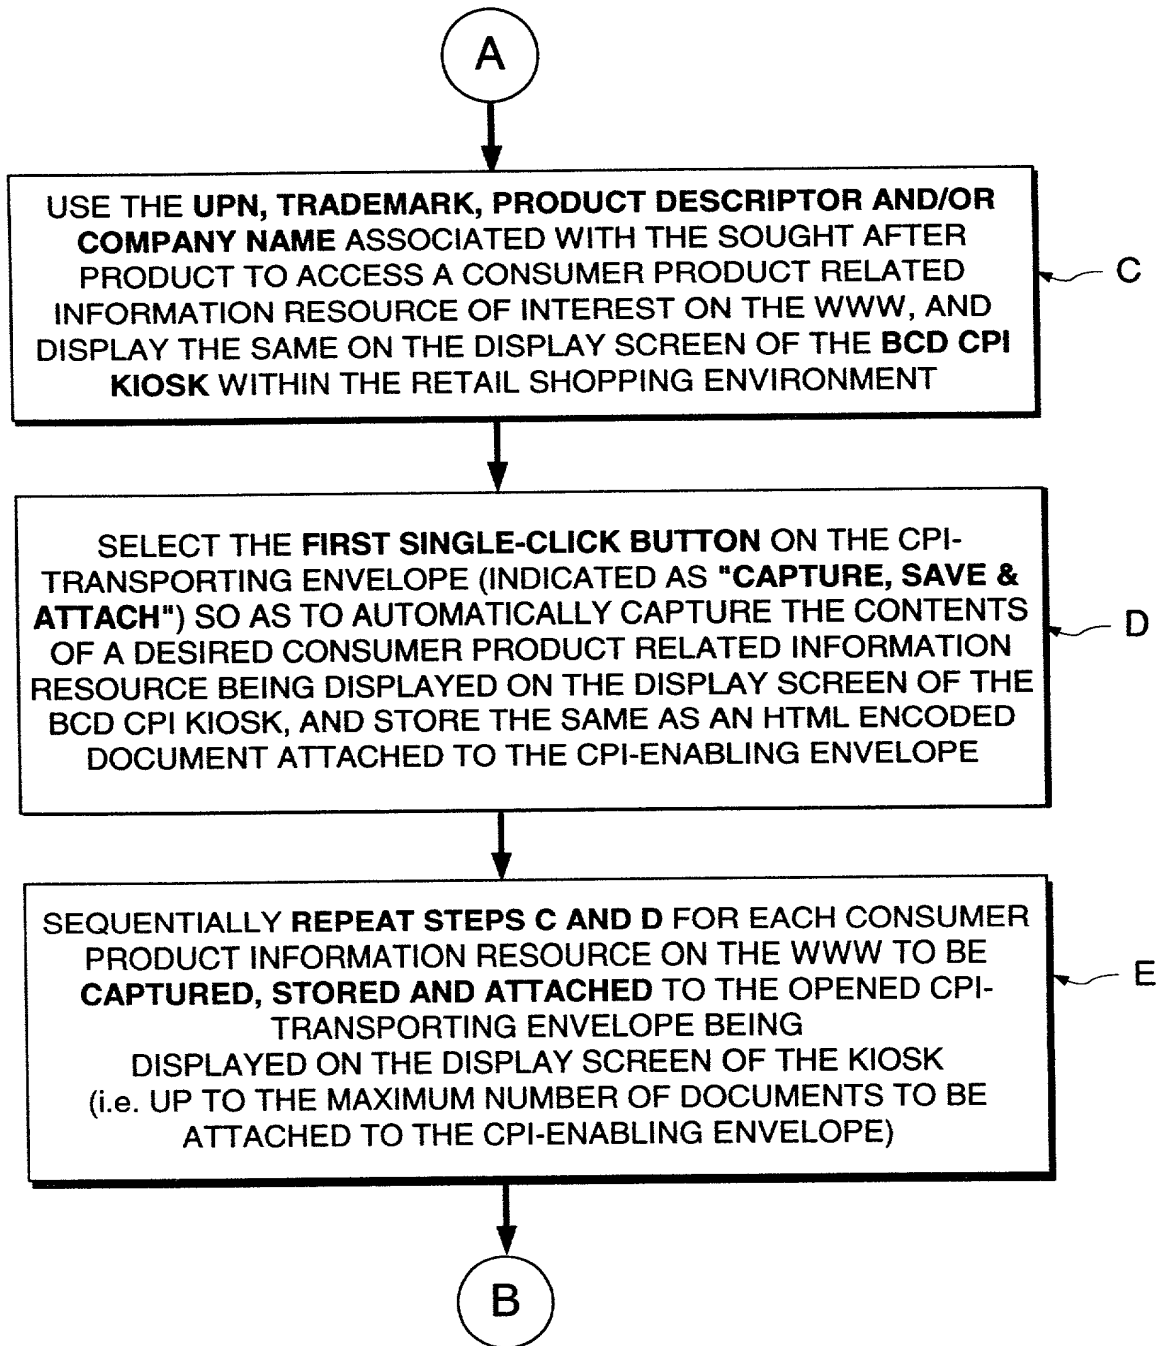 A
USE THE UPN, TRADEMARK, PRODUCT DESCRIPTOR AND/OR
COMPANY NAME ASSOCIATED WITH THE SOUGHT AFTER
PRODUCT TO ACCESS A CONSUMER PRODUCT RELATED
INFORMATION RESOURCE OF INTEREST ON THE WWW, AND
DISPLAY THE SAME ON THE DISPLAY SCREEN OF THE BCD CPI
KIOSK WITHIN THE RETAIL SHOPPING ENVIRONMENT
C
SELECT THE FIRST SINGLE-CLICK BUTTON ON THE CPI-
TRANSPORTING ENVELOPE (INDICATED AS "CAPTURE, SAVE &
ATTACH") SO AS TO AUTOMATICALLY CAPTURE THE CONTENTS
OF A DESIRED CONSUMER PRODUCT RELATED INFORMATION
RESOURCE BEING DISPLAYED ON THE DISPLAY SCREEN OF THE
BCD CPI KIOSK, AND STORE THE SAME AS AN HTML ENCODED
DOCUMENT ATTACHED TO THE CPI-ENABLING ENVELOPE
D
SEQUENTIALLY REPEAT STEPS C AND D FOR EACH CONSUMER
PRODUCT INFORMATION RESOURCE ON THE WWW TO BE
CAPTURED, STORED AND ATTACHED TO THE OPENED CPI-
TRANSPORTING ENVELOPE BEING
DISPLAYED ON THE DISPLAY SCREEN OF THE KIOSK
(i.e. UP TO THE MAXIMUM NUMBER OF DOCUMENTS TO BE
ATTACHED TO THE CPI-ENABLING ENVELOPE)
E
B